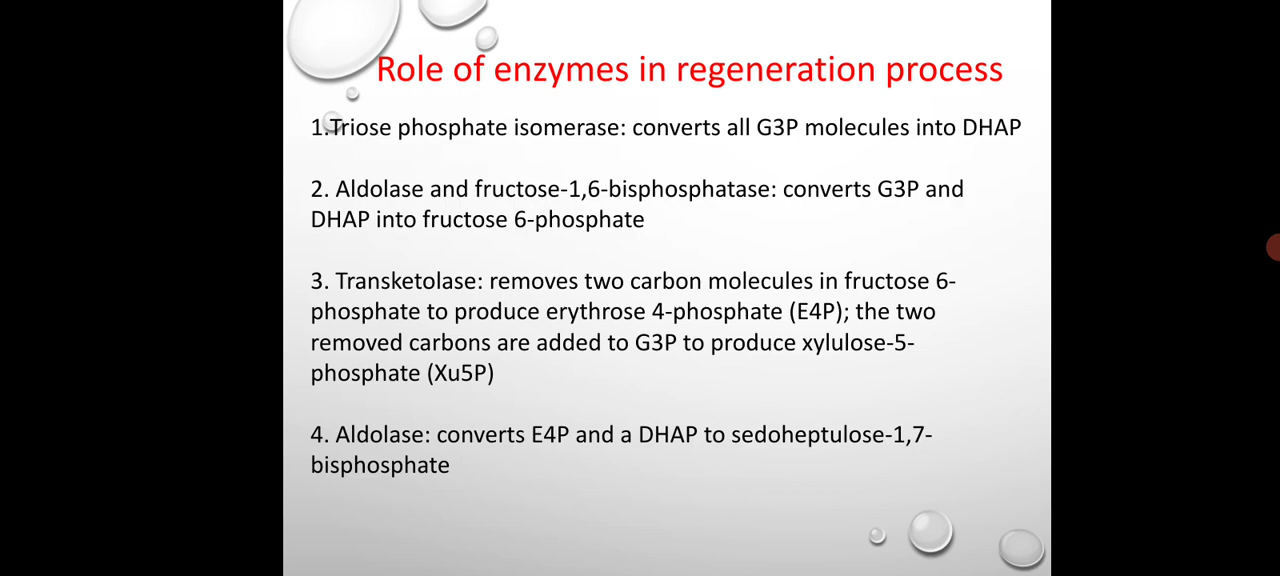 Role of enzymes in regeneration process
1.Triose phosphate isomerase: converts all G3P molecules into DHAP
2. Aldolase and fructose-1,6-bisphosphatase: converts G3P and
DHAP into fructose 6-phosphate
3. Transketolase: removes two carbon molecules in fructose 6-
phosphate to produce erythrose 4-phosphate (E4P); the two
removed carbons are added to G3P to produce xylulose-5-
phosphate (Xu5P)
4. Aldolase: converts E4P and a DHAP to sedoheptulose-1,7-
bisphosphate